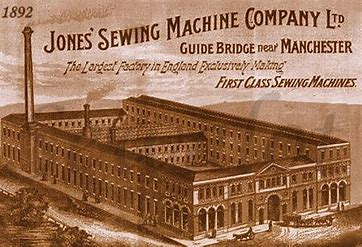 1892
JONES' SEWING MACHINE COMPANY LTD
GUIDE BRIDGE near MANCHESTER
The Largest Factory in England Exclusively Making
FIRST CLASS SEWING MACHINES.